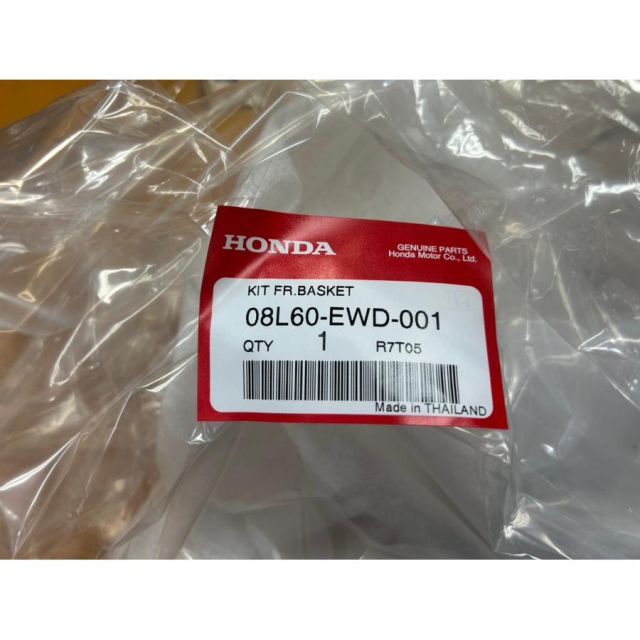 HONDA
GENUINE PARTS
Honda Motor Co., Ltd.
KIT FR.BASKET
08L60-EWD-001
QTY 1 R7T05
Made in THAILAND